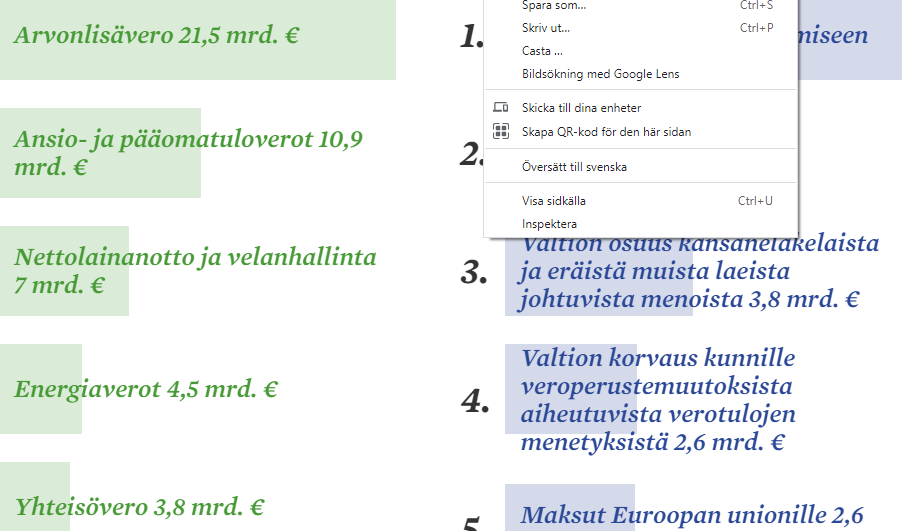 Arvonlisävero 21,5 mrd. €
Ansio- ja pääomatuloverot 10,9
mrd. €
Nettolainanotto ja velanhallinta
7 mrd. €
Energiaverot 4,5 mrd. €
Yhteisövero 3,8 mrd. €
1.
2.
Spara som... Ctrl+S
Skriv ut... Ctrl+P
Casta ...
Bildsökning med Google Lens
Skicka till dina enheter
Skapa QR-kod för den här sidan
Översätt till svenska
Visa sidkälla Ctrl+U
Inspektera
3.
Valtion osuus kansaneläkelaista
ja eräistä muista laeista
johtuvista menoista 3,8 mrd. €
4.
Valtion korvaus kunnille
veroperustemuutoksista
aiheutuvista verotulojen
menetyksistä 2,6 mrd. €
5.
Maksut Euroopan unionille 2,6